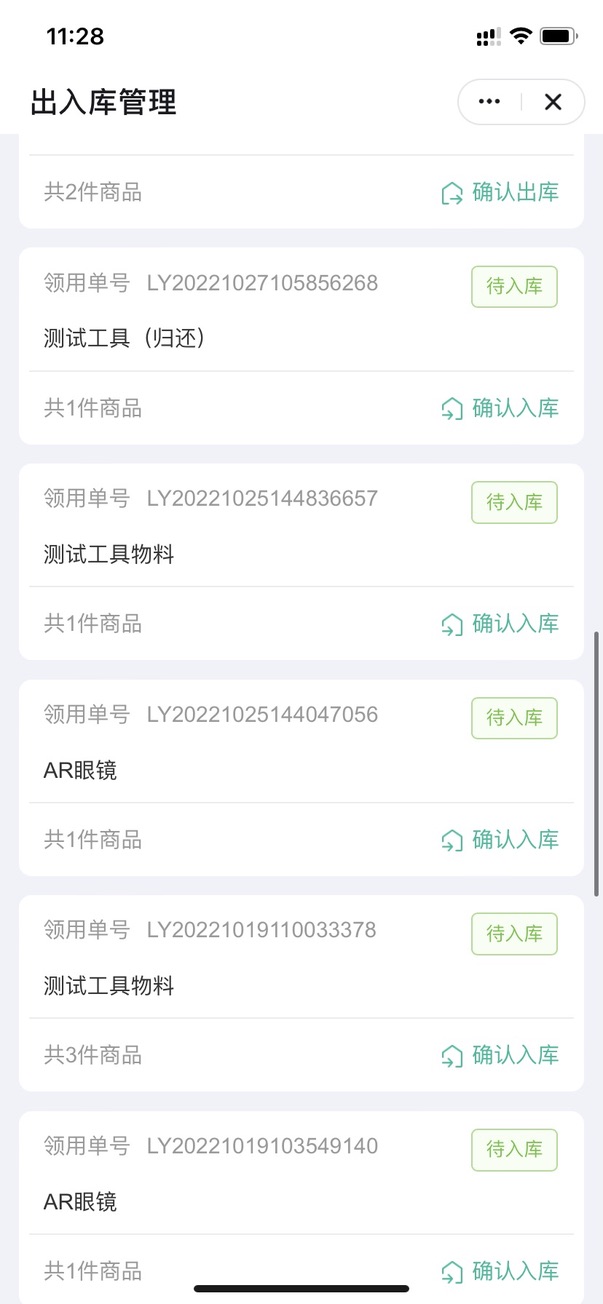 11:28
出入库管理
共2件商品 确认出库
领用单号 LY20221027105856268 待入库
测试工具（归还）
共1件商品 确认入库
领用单号 LY20221025144836657 待入库
测试工具物料
共1件商品 确认入库
领用单号 LY20221025144047056 待入库
AR眼镜
共1件商品 确认入库
领用单号 LY20221019110033378 待入库
测试工具物料
共3件商品 确认入库
领用单号 LY20221019103549140 待入库
AR眼镜
共1件商品 确认入库